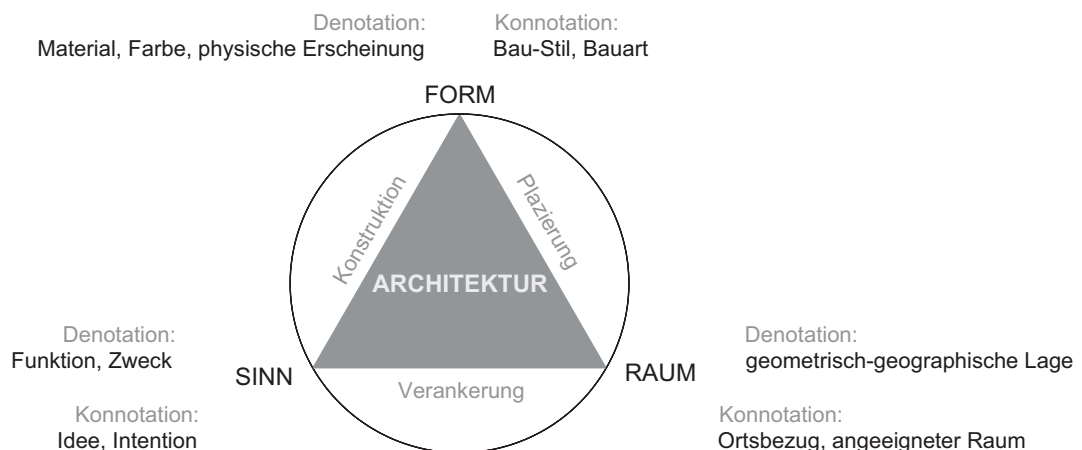 Denotation:
Material, Farbe, physische Erscheinung
Konnotation:
Bau-Stil, Bauart
FORM
Konstruktion
Plazierung
ARCHITEKTUR
Denotation:
Funktion, Zweck
SINN
Konnotation:
Idee, Intention
Verankerung
RAUM
Denotation:
geometrisch-geographische Lage
Konnotation:
Ortsbezug, angeeigneter Raum